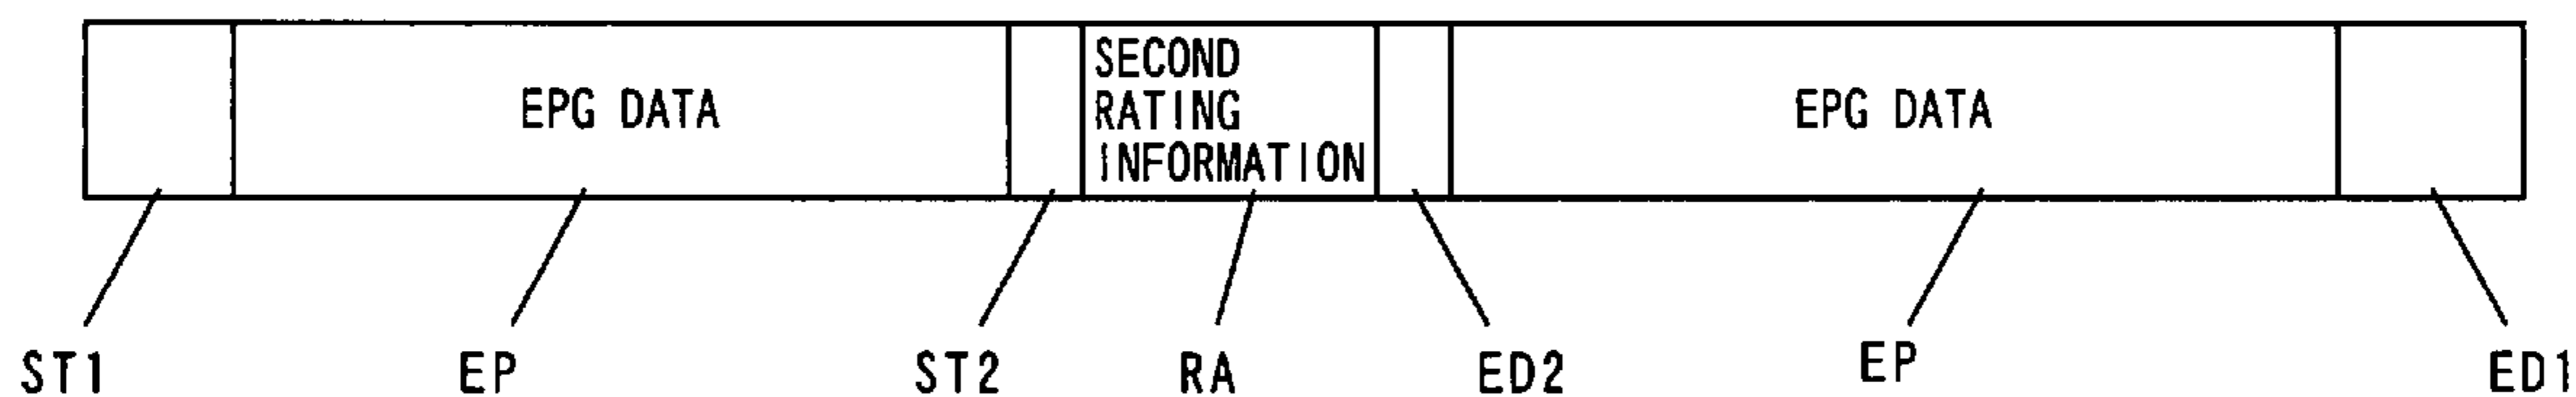 EPG DATA
SECOND
RATING
INFORMATION
EPG DATA
ST1
EP
ST2
RA
ED2
EP
ED1